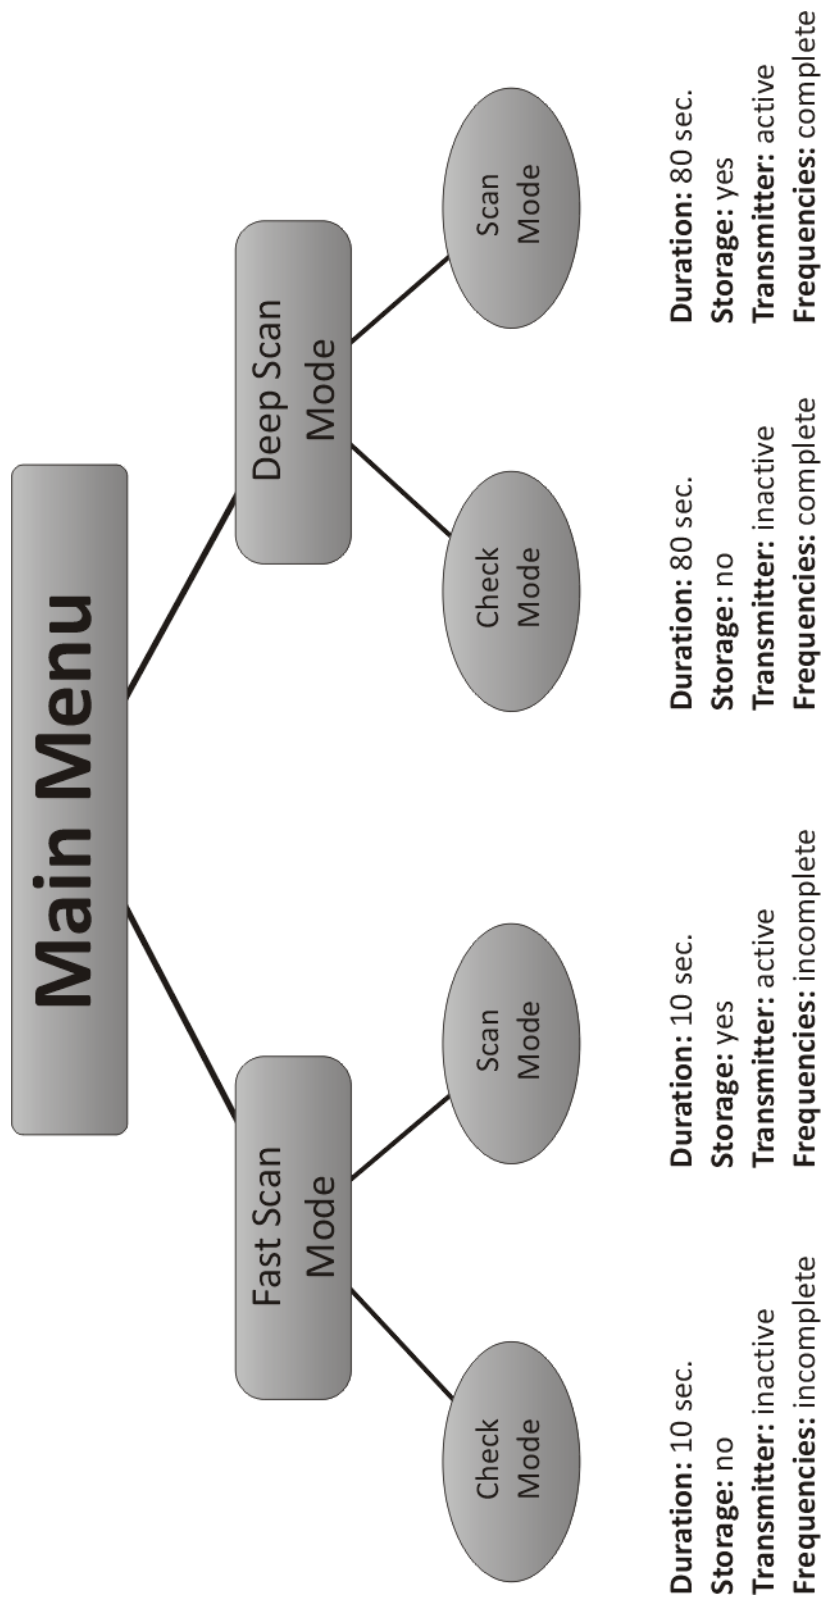 Main Menu
Fast Scan
Mode
Deep Scan
Mode
Check
Mode
Scan
Mode
Check
Mode
Scan
Mode
Duration: 10 sec.
Storage: no
Transmitter: inactive
Frequencies: incomplete
Duration: 10 sec.
Storage: yes
Transmitter: active
Frequencies: incomplete
Duration: 80 sec.
Storage: no
Transmitter: inactive
Frequencies: complete
Duration: 80 sec.
Storage: yes
Transmitter: active
Frequencies: complete